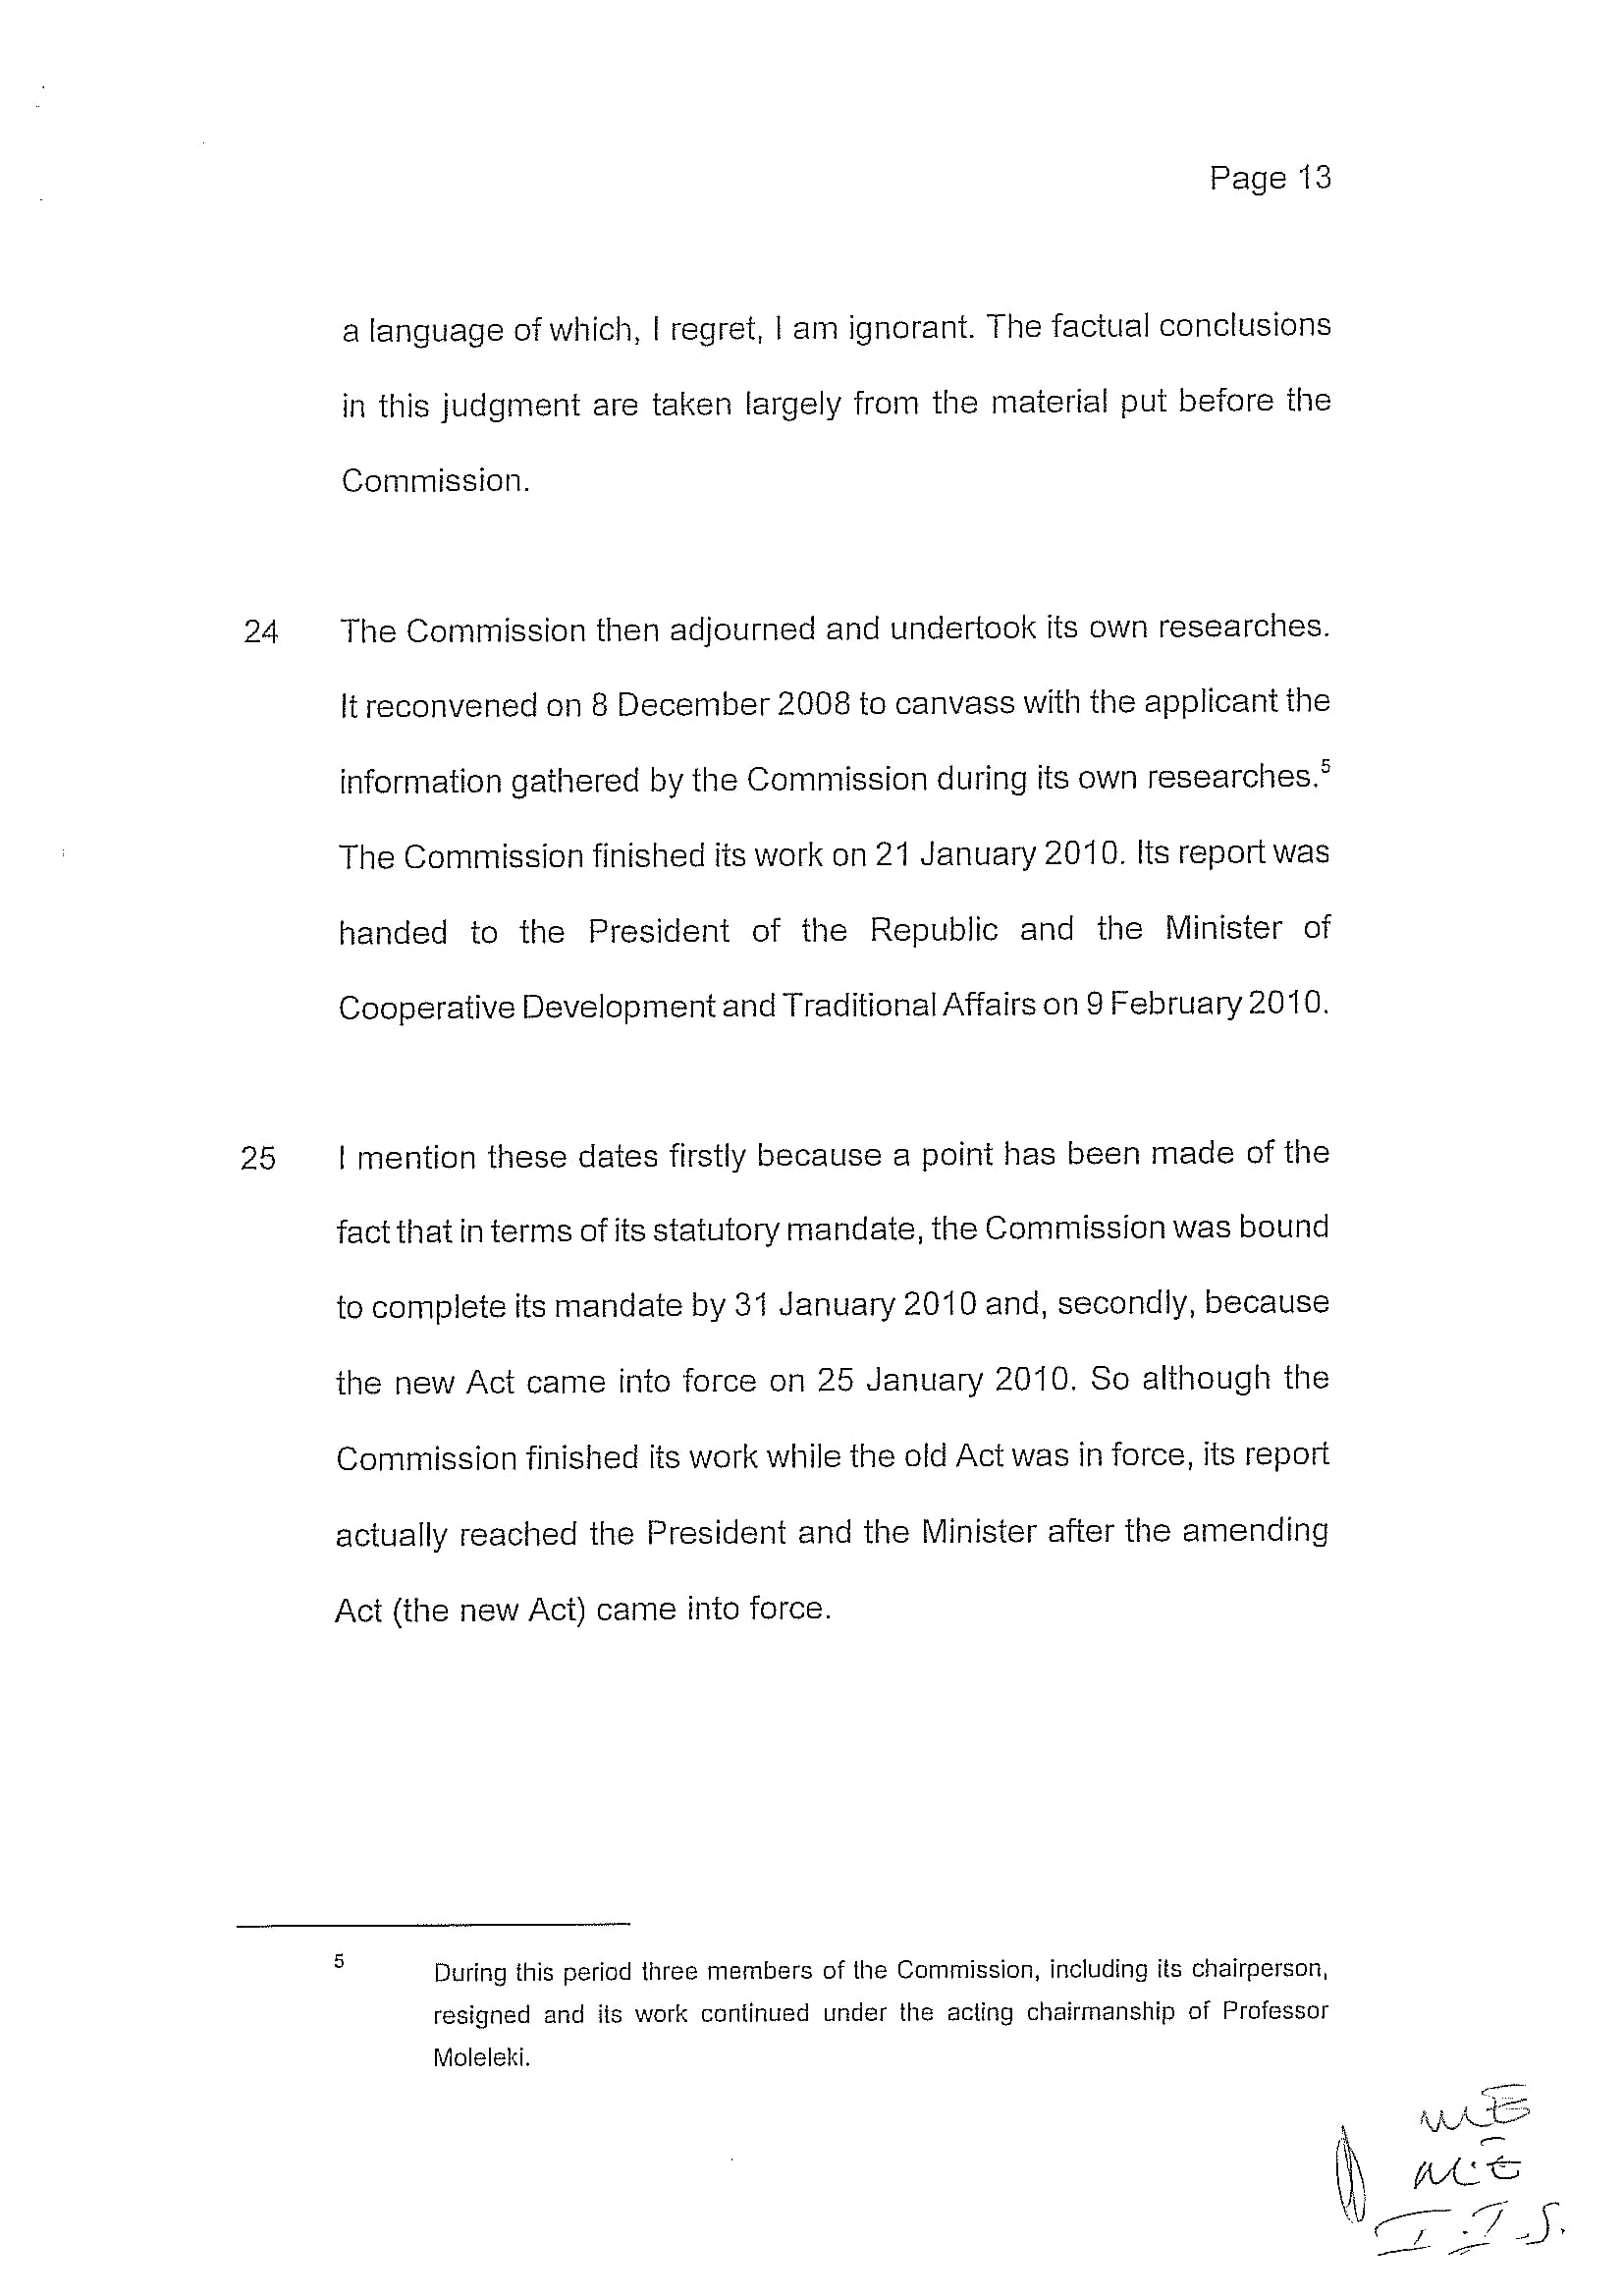 Page 13
a language of which, I regret, I am ignorant. The factual conclusions
in this judgment are taken largely from the material put before the
Commission.
24 The Commission then adjourned and undertook its own researches.
It reconvened on 8 December 2008 to canvass with the applicant the
information gathered by the Commission during its own researches.⁵
The Commission finished its work on 21 January 2010. Its report was
handed to the President of the Republic and the Minister of
Cooperative Development and Traditional Affairs on 9 February 2010.
25 I mention these dates firstly because a point has been made of the
fact that in terms of its statutory mandate, the Commission was bound
to complete its mandate by 31 January 2010 and, secondly, because
the new Act came into force on 25 January 2010. So although the
Commission finished its work while the old Act was in force, its report
actually reached the President and the Minister after the amending
Act (the new Act) came into force.
5 During this period three members of the Commission, including its chairperson,
resigned and its work continued under the acting chairmanship of Professor
Moleleki.
ME
M.E
I.I.S.